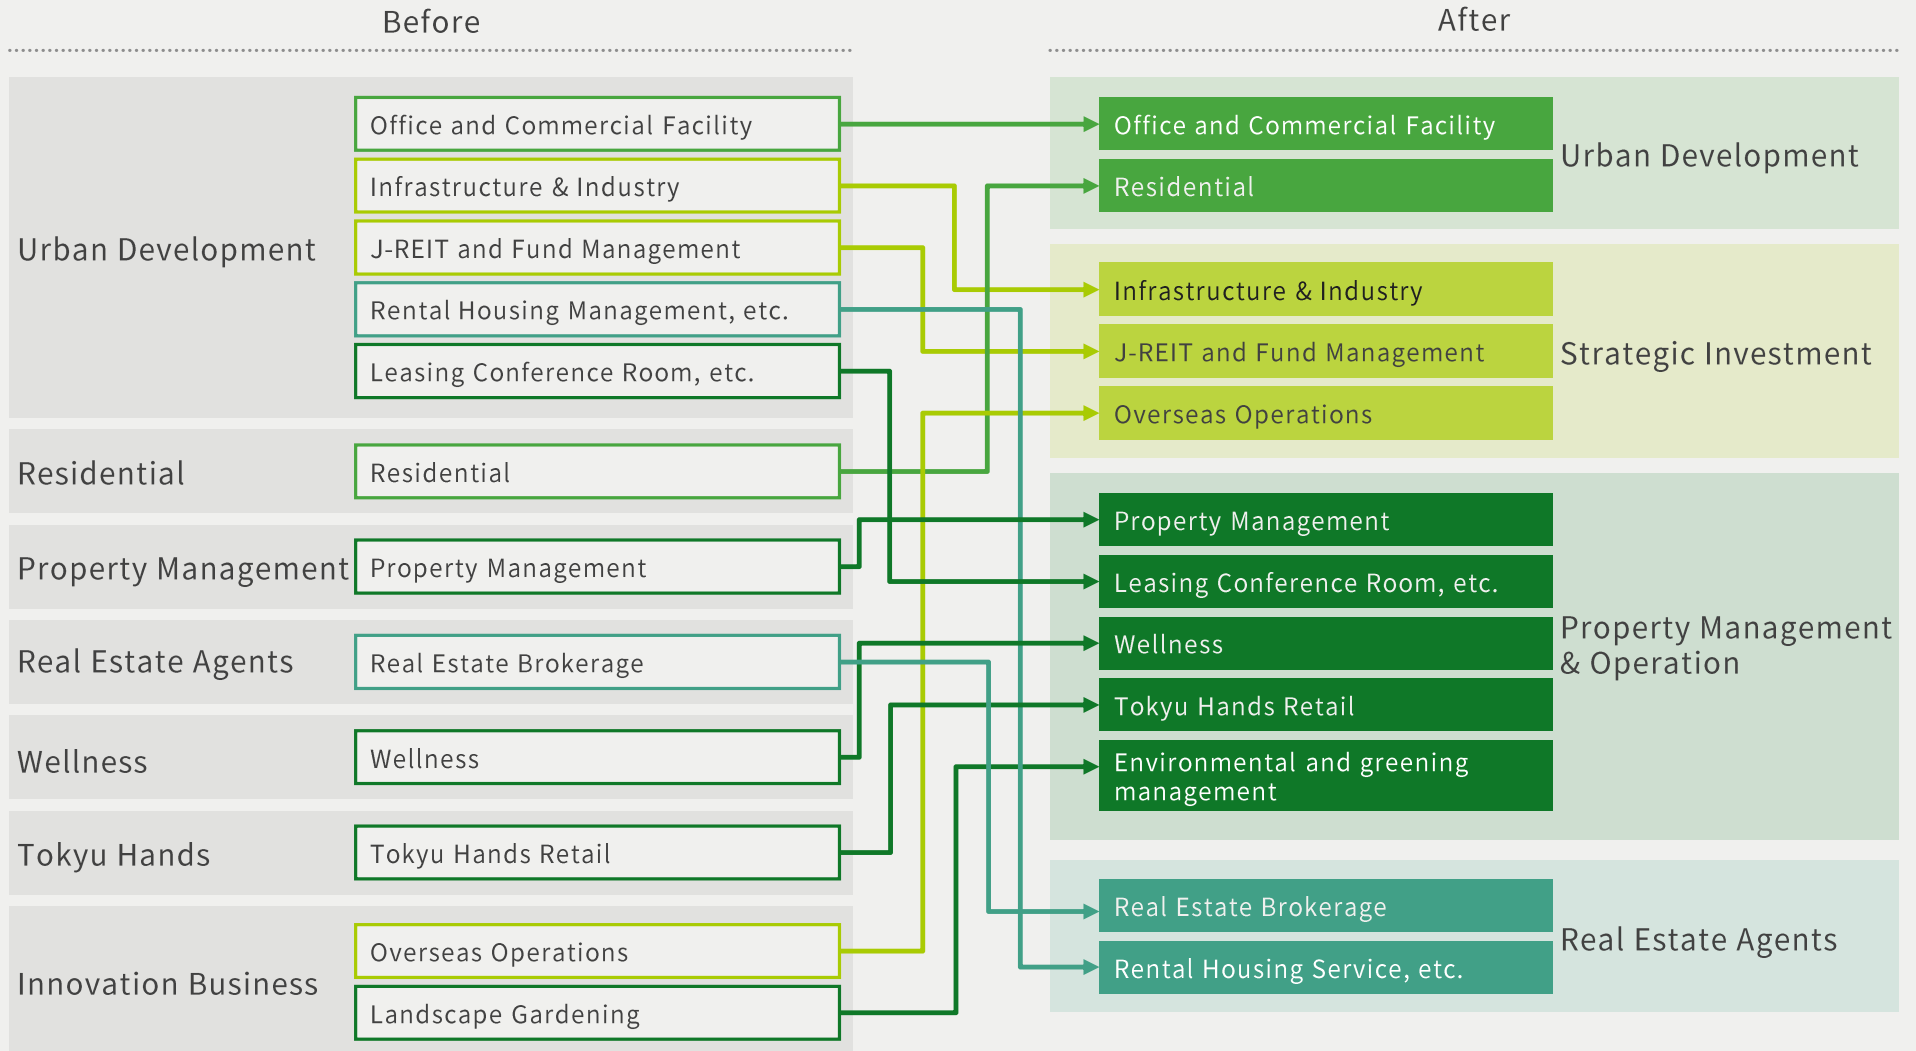 Before
Urban Development
Office and Commercial Facility
Infrastructure & Industry
J-REIT and Fund Management
Rental Housing Management, etc.
Leasing Conference Room, etc.
Residential
Residential
Property Management
Property Management
Real Estate Agents
Real Estate Brokerage
Wellness
Wellness
Tokyu Hands
Tokyu Hands Retail
Innovation Business
Overseas Operations
Landscape Gardening
After
Office and Commercial Facility
Residential
Urban Development
Infrastructure & Industry
J-REIT and Fund Management
Overseas Operations
Strategic Investment
Property Management
Leasing Conference Room, etc.
Wellness
Tokyu Hands Retail
Environmental and greening
management
Property Management
& Operation
Real Estate Brokerage
Rental Housing Service, etc.
Real Estate Agents